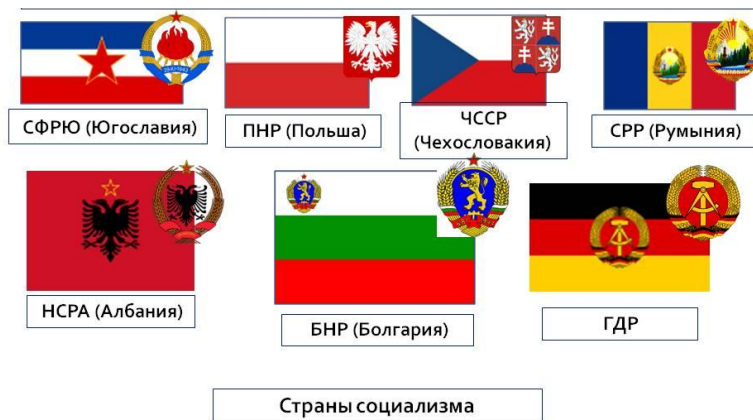 СФРЮ (Югославия)
ПНР (Польша)
ЧССР
(Чехословакия)
СРР (Румыния)
НСРА (Албания)
БНР (Болгария)
ГДР
Страны социализма